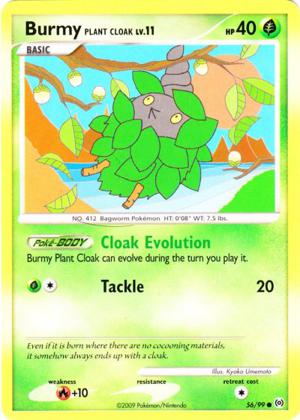 Burmy PLANT CLOAK LV.11 HP 40
BASIC
NO. 412 Bagworm Pokémon HT: 0'08" WT: 7.5 lbs.
Poké-BODY Cloak Evolution
Burmy Plant Cloak can evolve during the turn you play it.
Tackle 20
Even if it is born where there are no cocooning materials,
it somehow always ends up with a cloak.
Illus. Kyoko Umemoto
weakness resistance retreat cost
+10
©2009 Pokémon/Nintendo 56/99